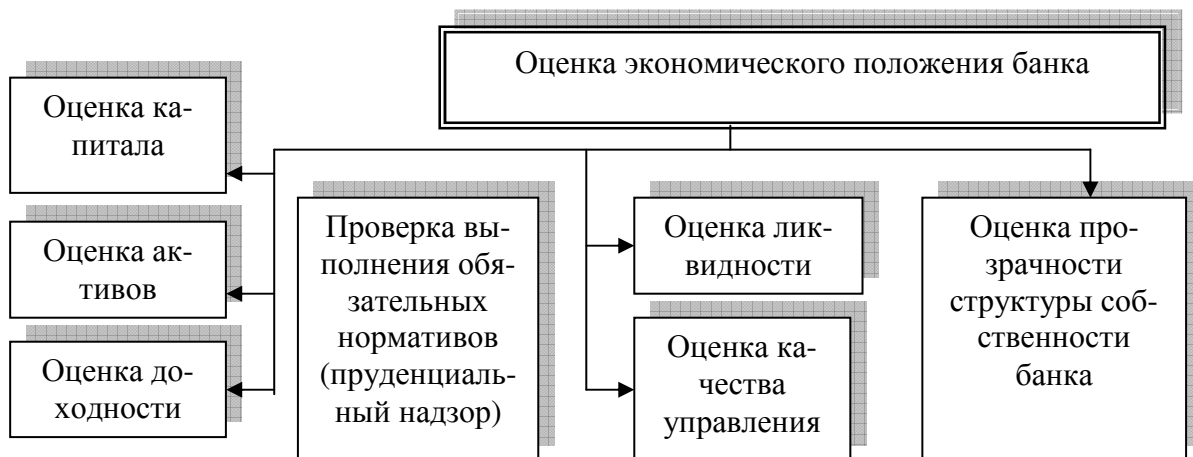 Оценка экономического положения банка
Оценка ка-
питала
Оценка ак-
тивов
Оценка до-
ходности
Проверка вы-
полнения обя-
зательных
нормативов
(пруденциаль-
ный надзор)
Оценка лик-
видности
Оценка ка-
чества
управления
Оценка про-
зрачности
структуры соб-
ственности
банка